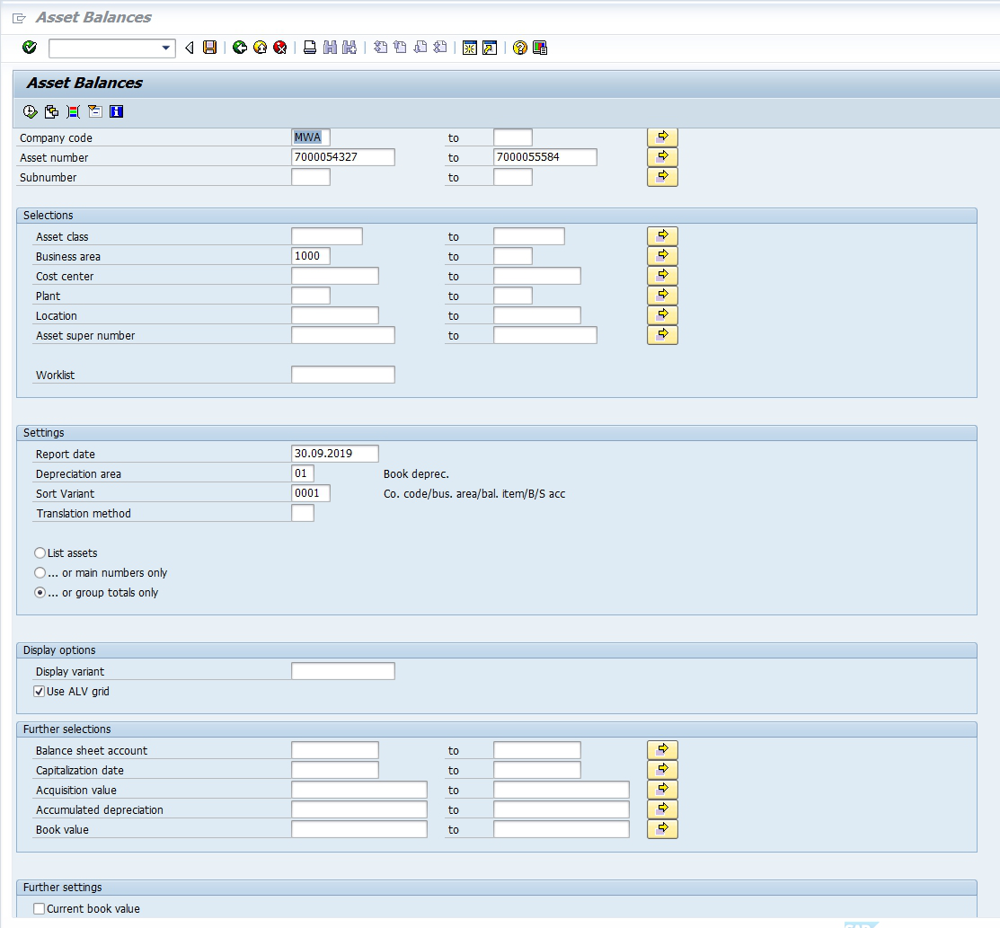 Asset Balances
Asset Balances
Company code MWA to
Asset number 7000054327 to 7000055584
Subnumber to
Selections
Asset class to
Business area 1000 to
Cost center to
Plant to
Location to
Asset super number to
Worklist
Settings
Report date 30.09.2019
Depreciation area 01 Book deprec.
Sort Variant 0001 Co. code/bus. area/bal. item/B/S acc
Translation method
List assets
... or main numbers only
... or group totals only
Display options
Display variant
Use ALV grid
Further selections
Balance sheet account to
Capitalization date to
Acquisition value to
Accumulated depreciation to
Book value to
Further settings
Current book value
SAP